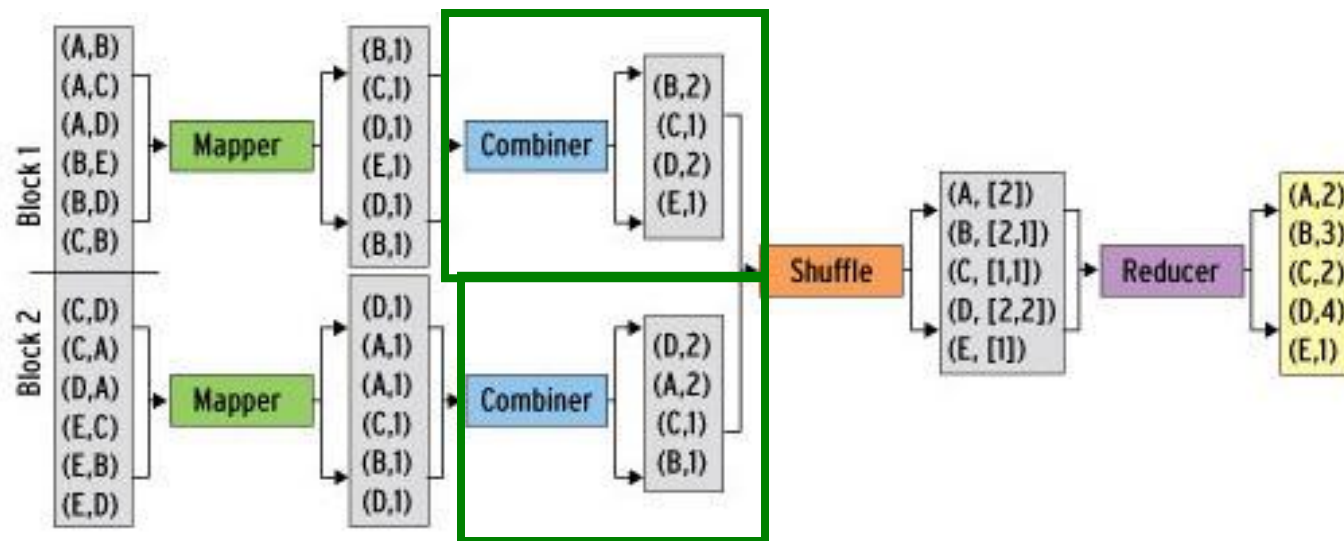 Block 1
(A,B)
(A,C)
(A,D)
(B,E)
(B,D)
(C,B)
Mapper
(B,1)
(C,1)
(D,1)
(E,1)
(D,1)
(B,1)
Combiner
(B,2)
(C,1)
(D,2)
(E,1)
Block 2
(C,D)
(C,A)
(D,A)
(E,C)
(E,B)
(E,D)
Mapper
(D,1)
(A,1)
(A,1)
(C,1)
(B,1)
(D,1)
Combiner
(D,2)
(A,2)
(C,1)
(B,1)
Shuffle
(A, [2])
(B, [2,1])
(C, [1,1])
(D, [2,2])
(E, [1])
Reducer
(A,2)
(B,3)
(C,2)
(D,4)
(E,1)